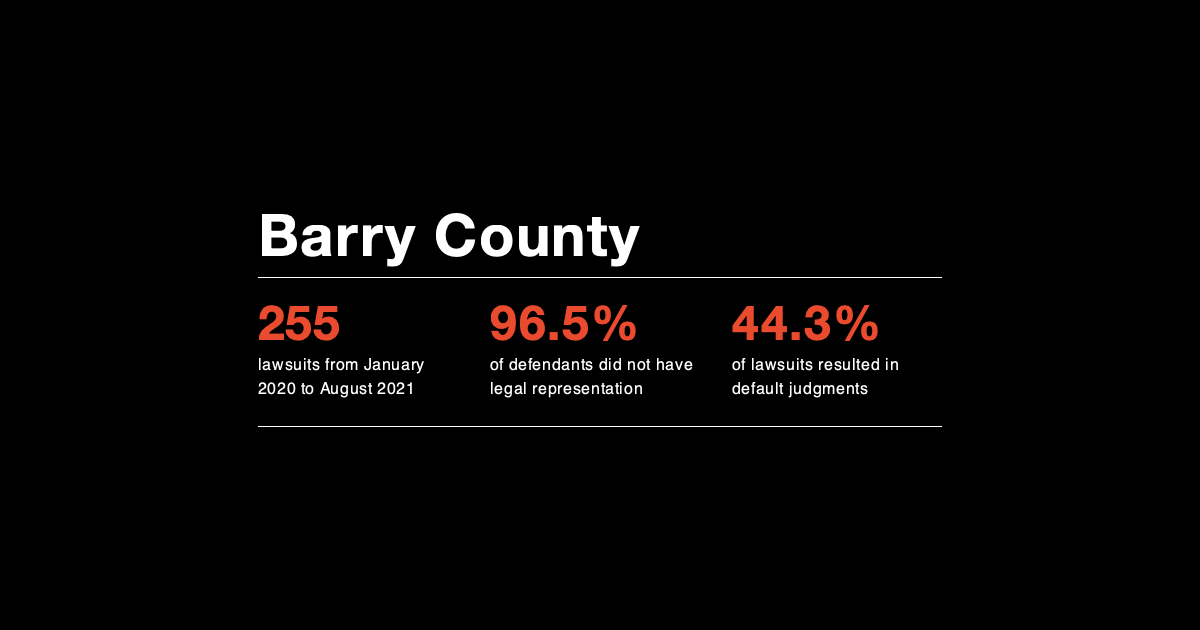 Barry County
255
lawsuits from January
2020 to August 2021
96.5%
of defendants did not have
legal representation
44.3%
of lawsuits resulted in
default judgments